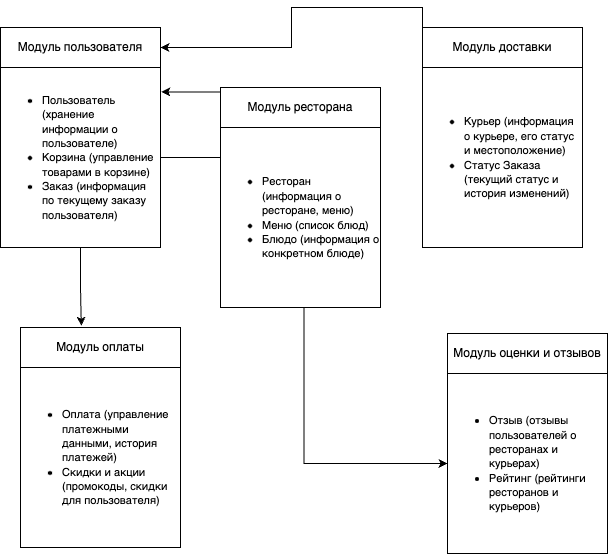 Модуль пользователя
• Пользователь
(хранение
информации о
пользователе)
• Корзина (управление
товарами в корзине)
• Заказ (информация
по текущему заказу
пользователя)
Модуль ресторана
• Ресторан
(информация о
ресторане, меню)
• Меню (список блюд)
• Блюдо (информация о
конкретном блюде)
Модуль доставки
• Курьер (информация
о курьере, его статус
и местоположение)
• Статус Заказа
(текущий статус и
история изменений)
Модуль оплаты
• Оплата (управление
платежными
данными, история
платежей)
• Скидки и акции
(промокоды, скидки
для пользователя)
Модуль оценки и отзывов
• Отзыв (отзывы
пользователей о
ресторанах и
курьерах)
• Рейтинг (рейтинги
ресторанов и
курьеров)